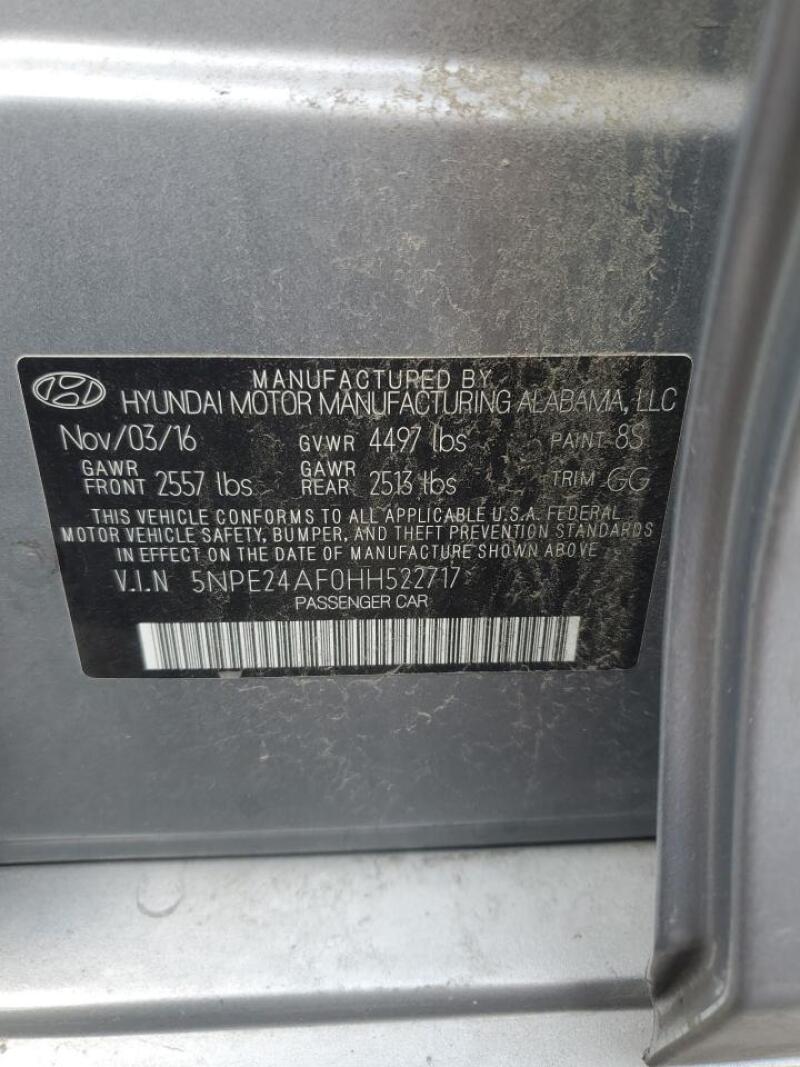 MANUFACTURED BY
HYUNDAI MOTOR MANUFACTURING ALABAMA, LLC
Nov/03/16 GVWR 4497 lbs PAINT 8S
GAWR FRONT 2557 lbs GAWR REAR 2513 lbs TRIM GG
THIS VEHICLE CONFORMS TO ALL APPLICABLE U.S.A. FEDERAL
MOTOR VEHICLE SAFETY, BUMPER, AND THEFT PREVENTION STANDARDS
IN EFFECT ON THE DATE OF MANUFACTURE SHOWN ABOVE
V.I.N 5NPE24AF0HH522717
PASSENGER CAR